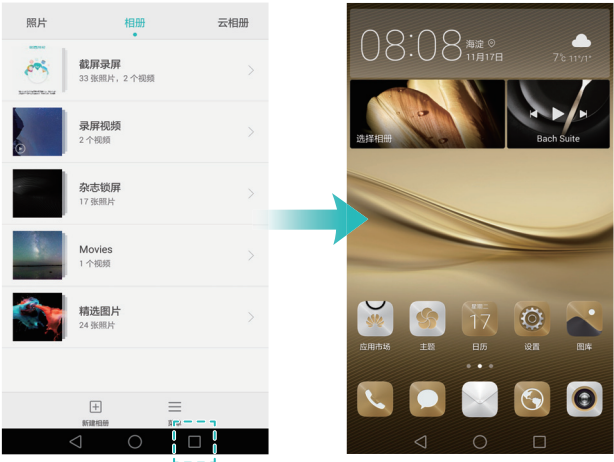 照片 相册 云相册
截屏录屏
33 张照片，2 个视频
录屏视频
2 个视频
杂志锁屏
17 张照片
Movies
1 个视频
精选图片
24 张照片
新建相册
08:08 海淀
11月17日
7℃ 11°/1°
选择相册 Bach Suite
星期二
17
应用市场 主题 日历 设置 图库